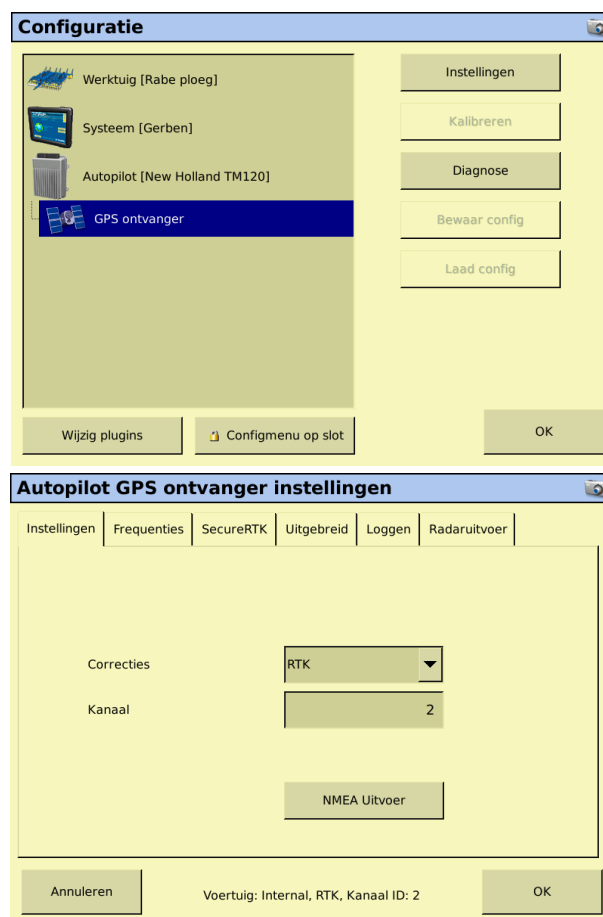 Configuratie
Werktuig [Rabe ploeg]
Systeem [Gerben]
Autopilot [New Holland TM120]
GPS ontvanger
Instellingen
Kalibreren
Diagnose
Bewaar config
Laad config
Wijzig plugins
Configmenu op slot
OK
Autopilot GPS ontvanger instellingen
Instellingen Frequenties SecureRTK Uitgebreid Loggen Radaruitvoer
Correcties RTK
Kanaal 2
NMEA Uitvoer
Annuleren
Voertuig: Internal, RTK, Kanaal ID: 2
OK